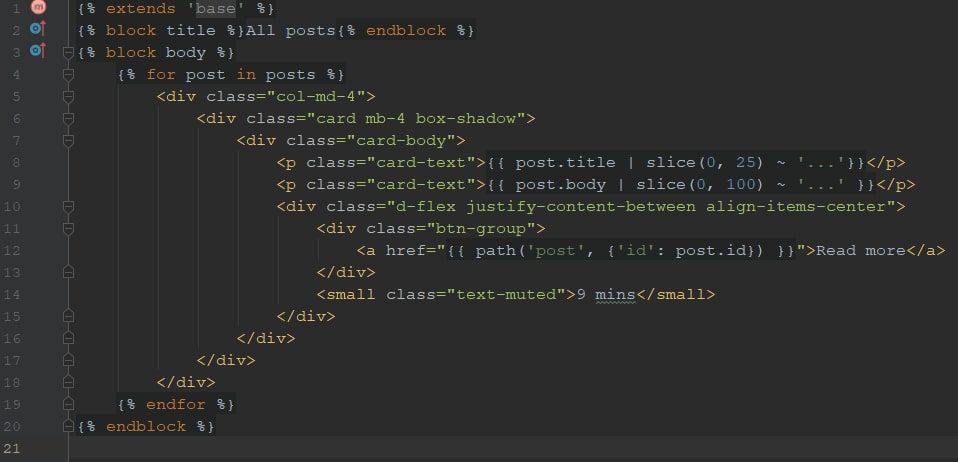 1 {% extends 'base' %}
2 {% block title %}All posts{% endblock %}
3 {% block body %}
4 {% for post in posts %}
5 <div class="col-md-4">
6 <div class="card mb-4 box-shadow">
7 <div class="card-body">
8 <p class="card-text">{{ post.title | slice(0, 25) ~ '...'}}</p>
9 <p class="card-text">{{ post.body | slice(0, 100) ~ '...' }}</p>
10 <div class="d-flex justify-content-between align-items-center">
11 <div class="btn-group">
12 <a href="{{ path('post', {'id': post.id}) }}">Read more</a>
13 </div>
14 <small class="text-muted">9 mins</small>
15 </div>
16 </div>
17 </div>
18 </div>
19 {% endfor %}
20 {% endblock %}
21